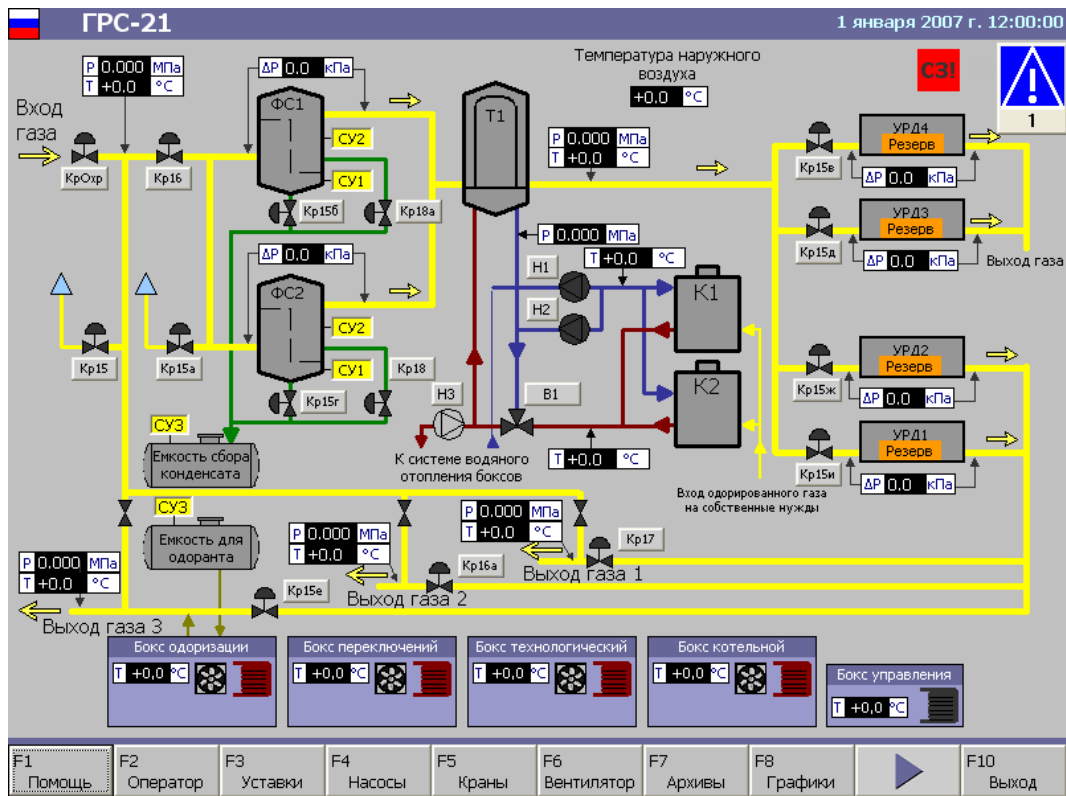 ГРС-21
1 января 2007 г. 12:00:00
Температура наружного
воздуха
+0.0 °C
СЗ!
1
P 0.000 МПа
T +0.0 °C
ΔP 0.0 кПа
Вход
газа
КрОхр
Кр16
ФС1
СУ2
СУ1
Кр15б
Кр18а
T1
P 0.000 МПа
T +0.0 °C
Кр15в
УРД4
Резерв
ΔP 0.0 кПа
Кр15д
УРД3
Резерв
ΔP 0.0 кПа
Выход газа
ΔP 0.0 кПа
ФС2
СУ2
СУ1
Кр15
Кр15а
Кр15г
Кр18
P 0.000 МПа
T +0.0 °C
Н1
Н2
К1
К2
Н3
В1
Кр15ж
УРД2
Резерв
ΔP 0.0 кПа
Кр15и
УРД1
Резерв
ΔP 0.0 кПа
СУ3
Емкость сбора
конденсата
К системе водяного
отопления боксов
T +0.0 °C
Вход одорированного газа
на собственные нужды
СУ3
Емкость для
одоранта
P 0.000 МПа
T +0.0 °C
Кр17
Выход газа 1
P 0.000 МПа
T +0.0 °C
Кр16а
Выход газа 2
P 0.000 МПа
T +0.0 °C
Кр15е
Выход газа 3
Бокс одоризации
T +0,0 °C
Бокс переключений
T +0,0 °C
Бокс технологический
T +0,0 °C
Бокс котельной
T +0,0 °C
Бокс управления
T +0,0 °C
F1
Помощь
F2
Оператор
F3
Уставки
F4
Насосы
F5
Краны
F6
Вентилятор
F7
Архивы
F8
Графики
F10
Выход